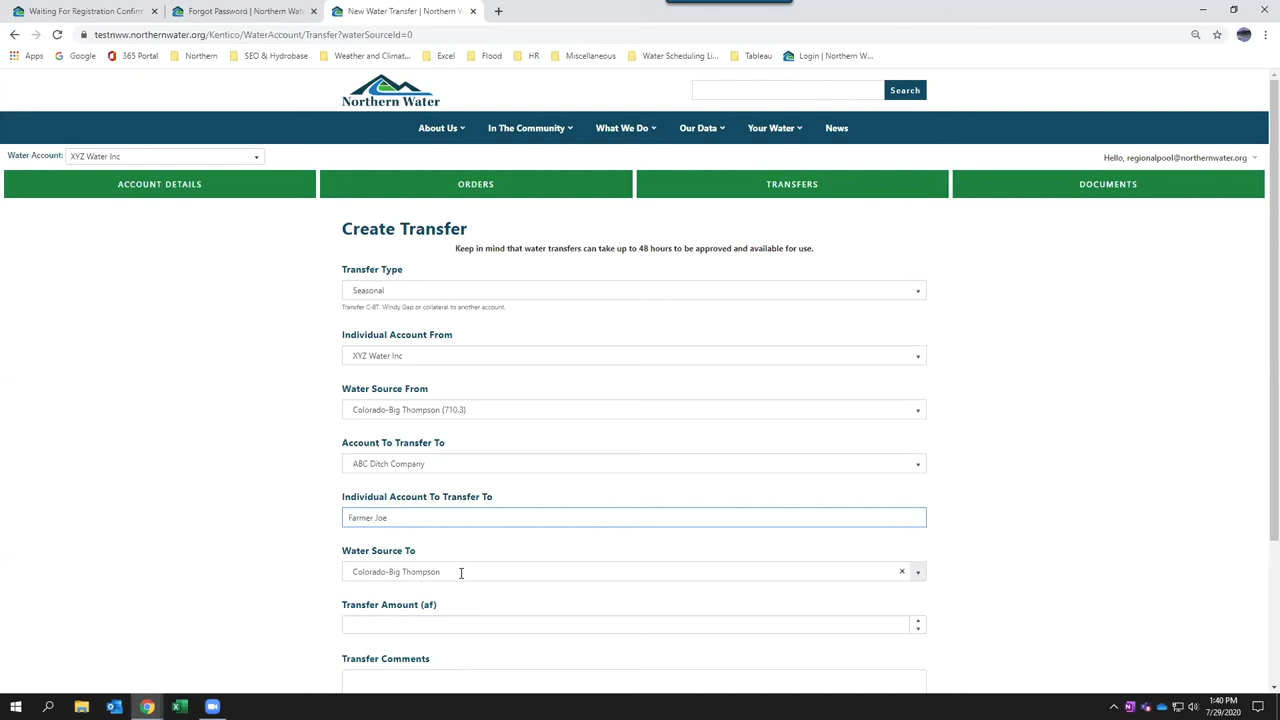 Waiting For Registration Confirm
Forgot Password | Northern Wat
New Water Transfer | Northern W
testnww.northernwater.org/Kentico/WaterAccount/Transfer?waterSourceId=0
Apps
Google
365 Portal
Northern
SEO & Hydrobase
Weather and Climat...
Excel
Flood
HR
Miscellaneous
Water Scheduling Li...
Tableau
Login | Northern W...
Northern Water
Search
About Us
In The Community
What We Do
Our Data
Your Water
News
Water Account:
XYZ Water Inc
Hello, regionalpool@northernwater.org
ACCOUNT DETAILS
ORDERS
TRANSFERS
DOCUMENTS
Create Transfer
Keep in mind that water transfers can take up to 48 hours to be approved and available for use.
Transfer Type
Seasonal
Transfer C-BT, Windy Gap or collateral to another account.
Individual Account From
XYZ Water Inc
Water Source From
Colorado-Big Thompson (710.3)
Account To Transfer To
ABC Ditch Company
Individual Account To Transfer To
Farmer Joe
Water Source To
Colorado-Big Thompson
Transfer Amount (af)
Transfer Comments
1:40 PM
7/29/2020